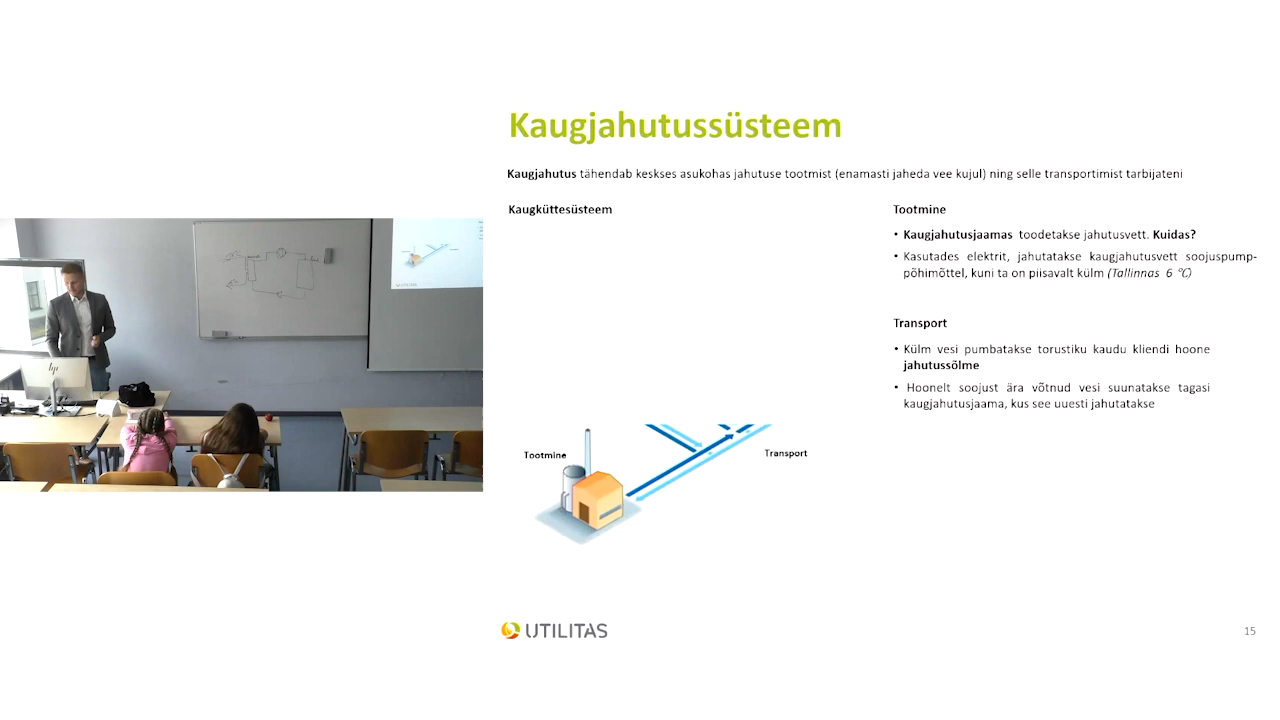 Kaugjahutussüsteem
Kaugjahutus tähendab keskses asukohas jahutuse tootmist (enamasti jaheda vee kujul) ning selle transportimist tarbijateni
Kaugküttesüsteem
Tootmine
• Kaugjahutusjaamas toodetakse jahutusvett. Kuidas?
• Kasutades elektrit, jahutatakse kaugjahutusvett soojuspump-
põhimõttel, kuni ta on piisavalt külm (Tallinnas 6 °C)
Transport
• Külm vesi pumbatakse torustiku kaudu kliendi hoone
jahutussõlme
• Hoonelt soojust ära võtnud vesi suunatakse tagasi
kaugjahutusjaama, kus see uuesti jahutatakse
Tootmine
Transport
hp
UTILITAS
15